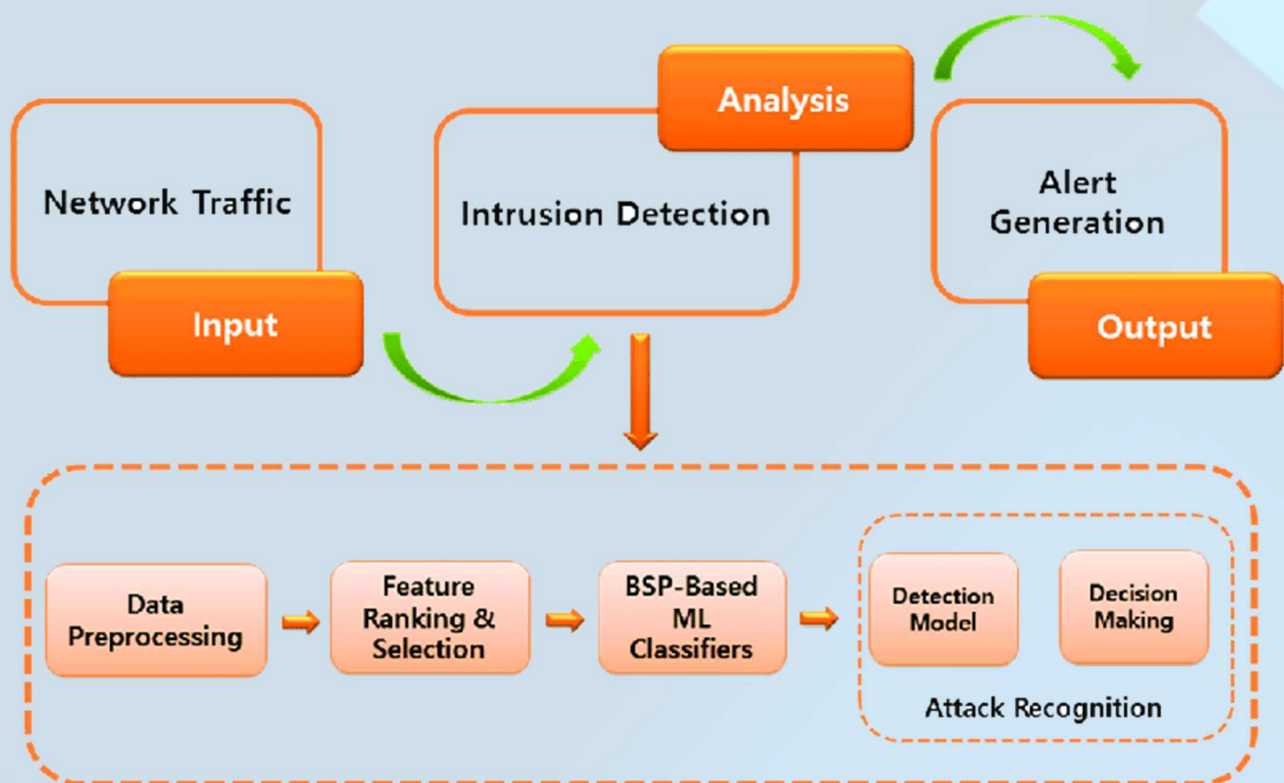 Network Traffic
Input
Analysis
Intrusion Detection
Alert
Generation
Output
Data
Preprocessing
Feature
Ranking &
Selection
BSP-Based
ML
Classifiers
Detection
Model
Decision
Making
Attack Recognition